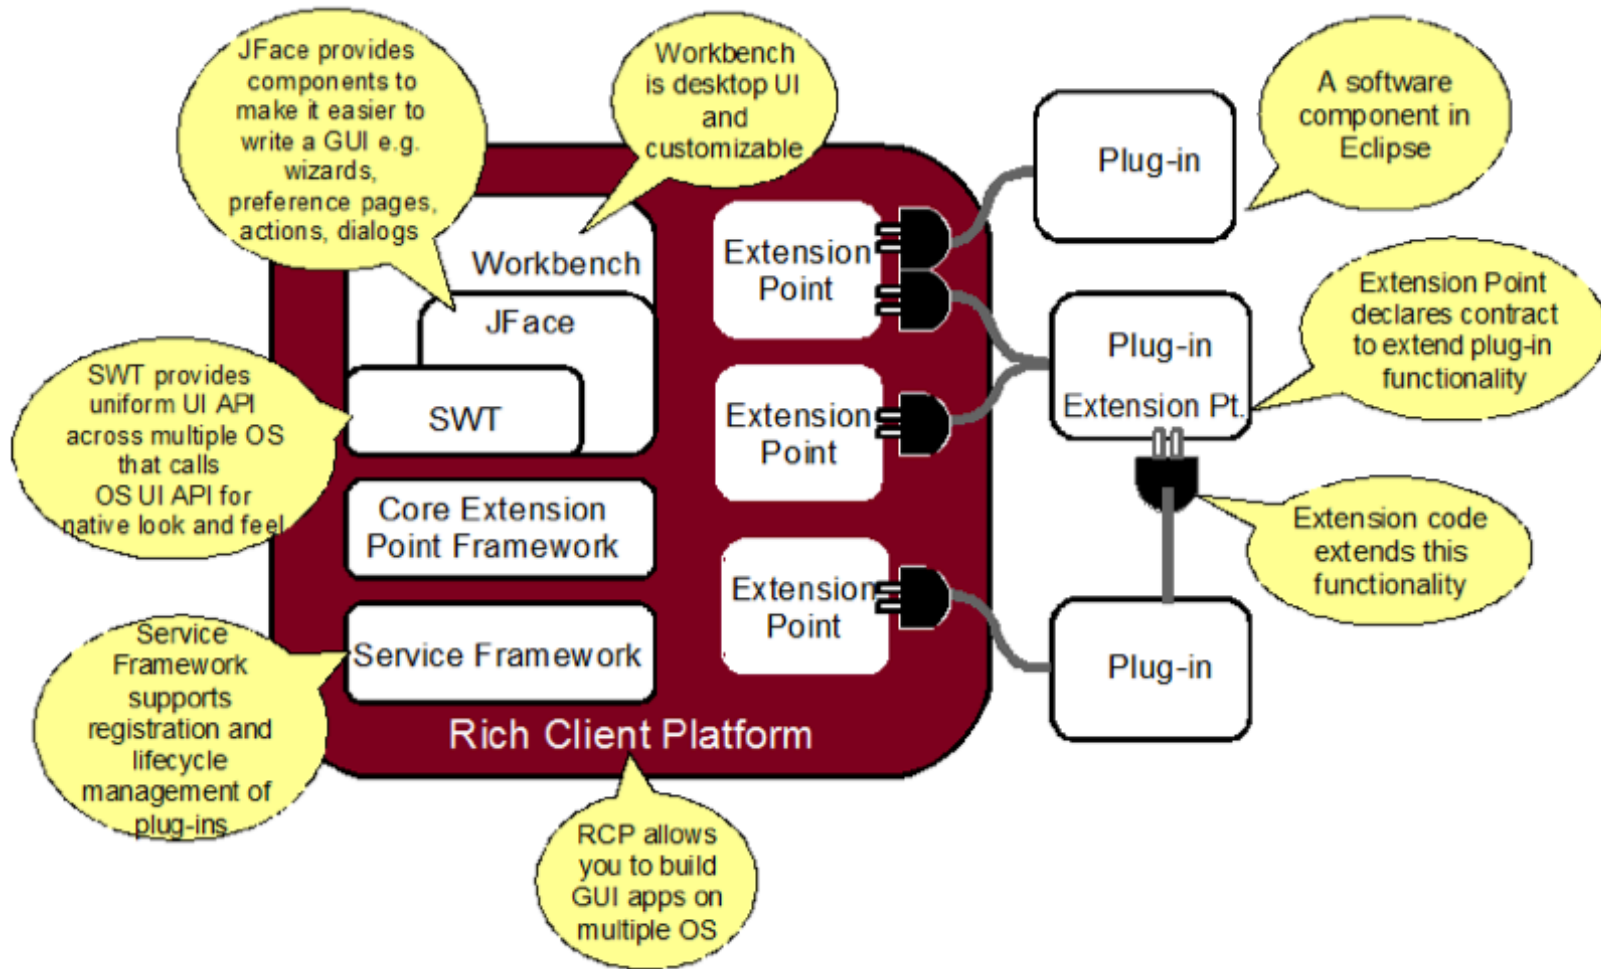 JFace provides
components to
make it easier to
write a GUI e.g.
wizards,
preference pages,
actions, dialogs
Workbench
is desktop UI
and
customizable
A software
component in
Eclipse
Plug-in
Workbench
JFace
SWT
Extension
Point
Plug-in
Extension Pt.
Extension Point
declares contract
to extend plug-in
functionality
SWT provides
uniform UI API
across multiple OS
that calls
OS UI API for
native look and feel
Extension
Point
Core Extension
Point Framework
Extension code
extends this
functionality
Extension
Point
Service
Framework
supports
registration and
lifecycle
management of
plug-ins
Service Framework
Plug-in
Rich Client Platform
RCP allows
you to build
GUI apps on
multiple OS